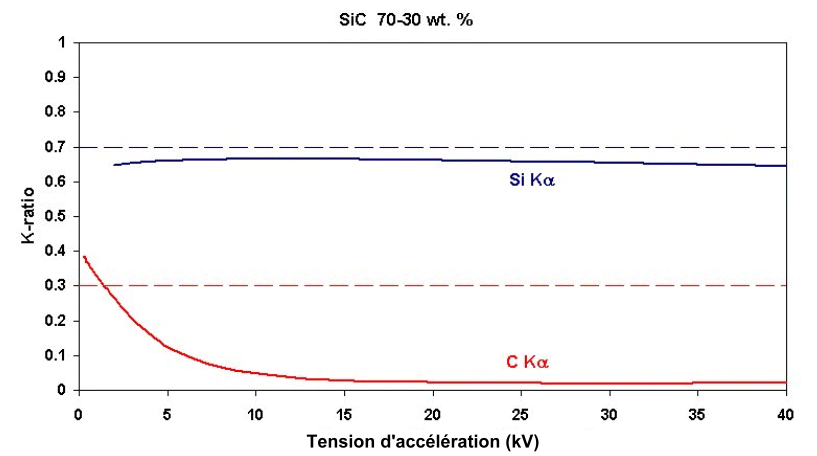 SiC 70-30 wt. %
1
0.9
0.8
0.7
0.6
0.5
0.4
0.3
0.2
0.1
0
K-ratio
Si Kα
C Kα
0 5 10 15 20 25 30 35 40
Tension d'accélération (kV)